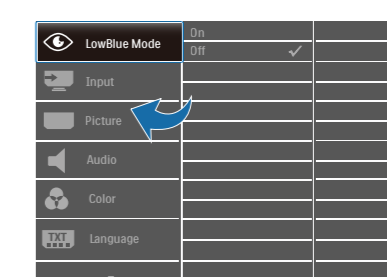 LowBlue Mode
On
Off
Input
Picture
Audio
Color
TXT
Language